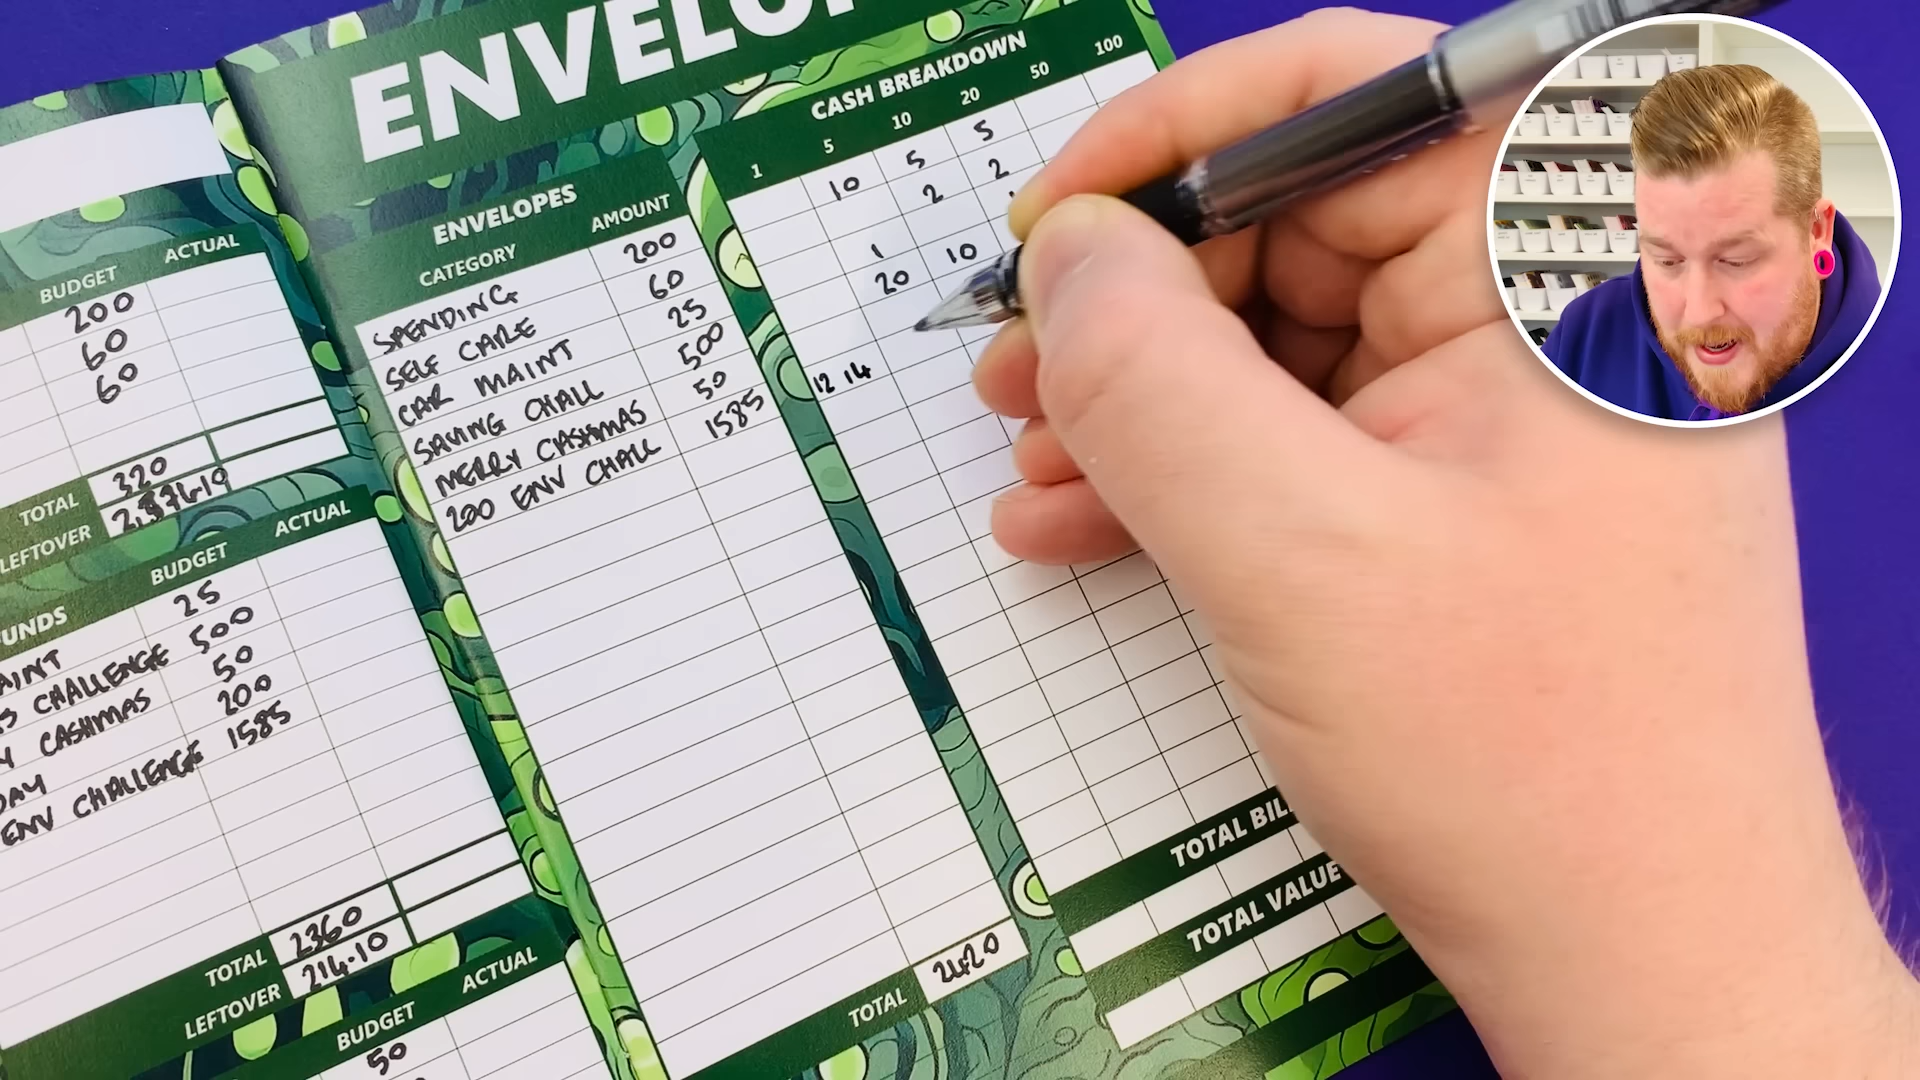 ENVELO
CASH BREAKDOWN
1 5 10 20 50 100
ENVELOPES
CATEGORY AMOUNT
SPENDING 200 10 5 5
SELF CARE 60 2 2
CAR MAINT 25 1
SAVING CHALL 500 20 10
MERRY CASHMAS 50
200 ENV CHALL 1585 12 14
TOTAL 2420
TOTAL BIL
TOTAL VALUE
BUDGET ACTUAL
200
60
60
TOTAL 320
LEFTOVER
UNDS BUDGET ACTUAL
AINT 25
S CHALLENGE 500
Y CASHMAS 50
DAY 200
ENV CHALLENGE 1585
TOTAL 2360
LEFTOVER 214.10
BUDGET ACTUAL
50